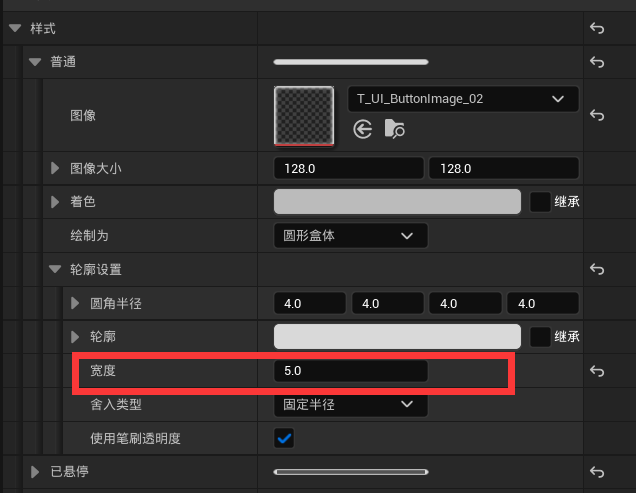 样式
普通
图像
T_UI_ButtonImage_02
图像大小 128.0 128.0
着色 继承
绘制为 圆形盒体
轮廓设置
圆角半径 4.0 4.0 4.0 4.0
轮廓 继承
宽度 5.0
舍入类型 固定半径
使用笔刷透明度
已悬停